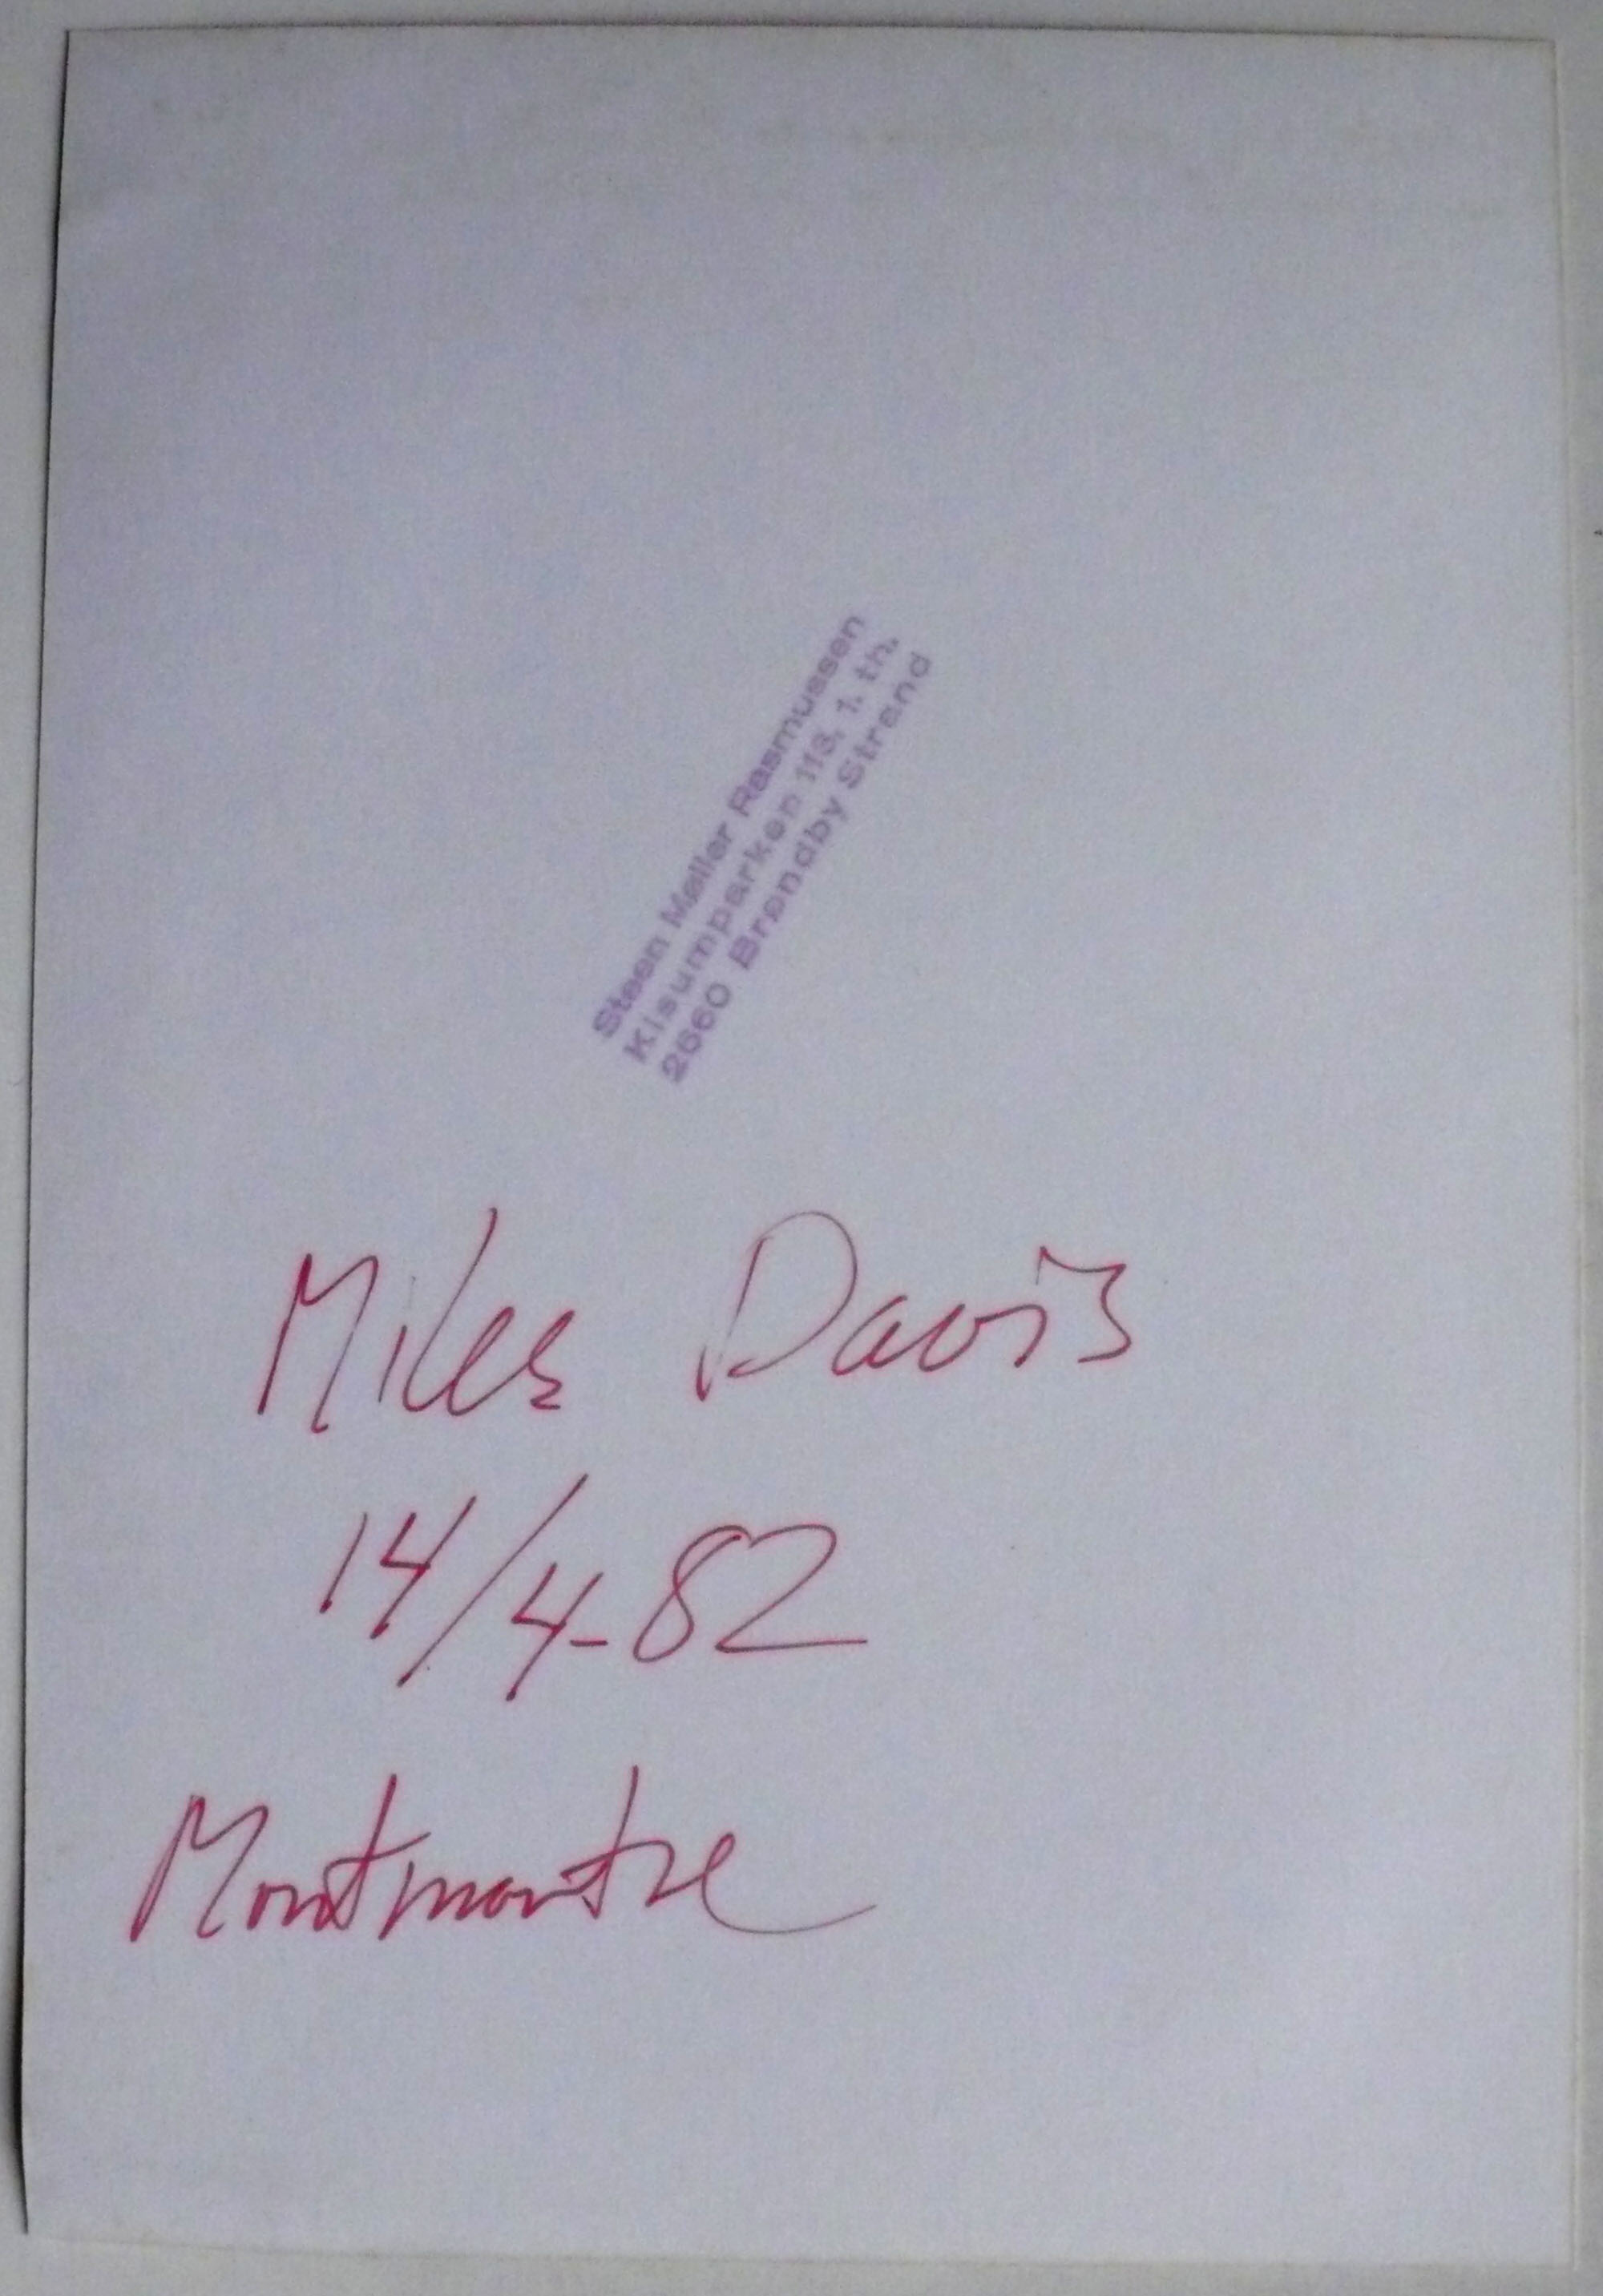 Steen Møller Rasmussen
Kisumparken 113, 1. th.
2660 Brøndby Strand
Miles Davis
14/4-82
Montmartre